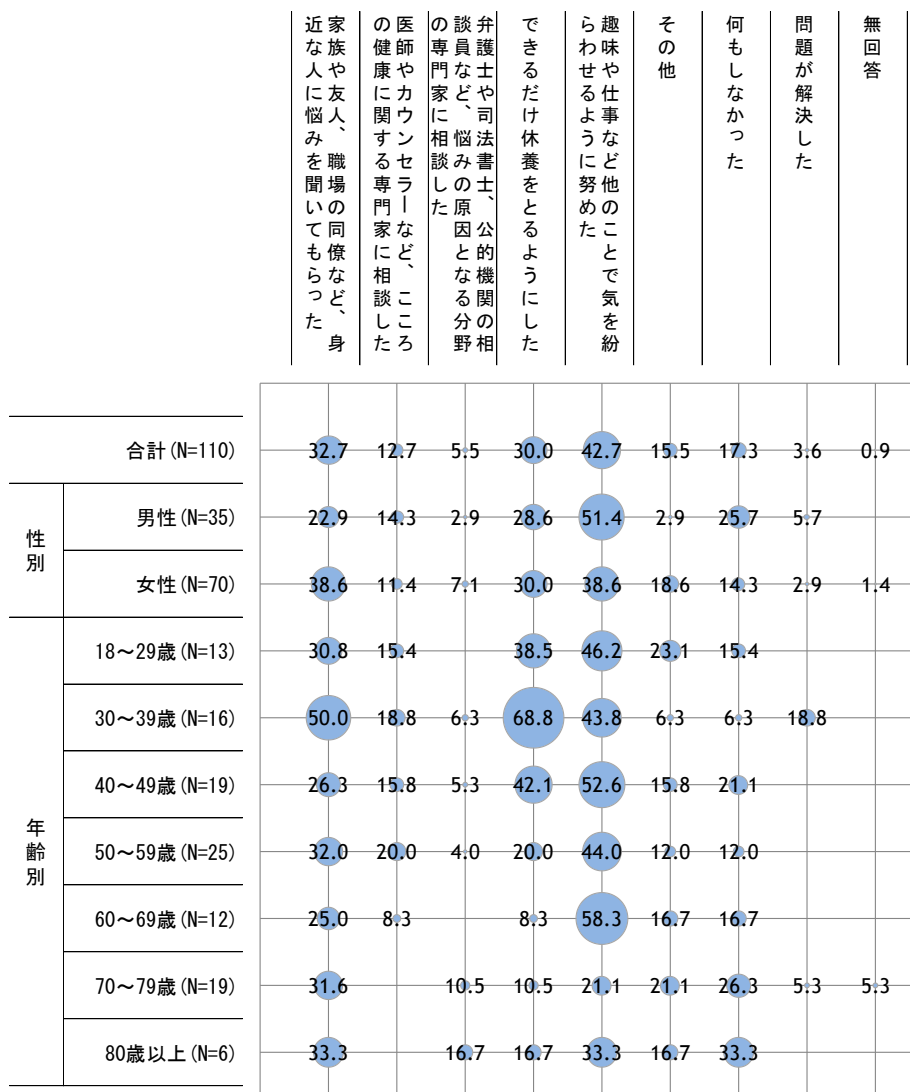 家族や友人、職場の同僚など、身
近な人に悩みを聞いてもらった
医師やカウンセラーなど、こころ
の健康に関する専門家に相談した
弁護士や司法書士、公的機関の相
談員など、悩みの原因となる分野
の専門家に相談した
できるだけ休養をとるようにした
趣味や仕事など他のことで気を紛
らわせるように努めた
その他
何もしなかった
問題が解決した
無回答
合計(N=110) 32.7 12.7 5.5 30.0 42.7 15.5 17.3 3.6 0.9
性別
男性(N=35) 22.9 14.3 2.9 28.6 51.4 2.9 25.7 5.7
女性(N=70) 38.6 11.4 7.1 30.0 38.6 18.6 14.3 2.9 1.4
年齢別
18～29歳(N=13) 30.8 15.4 38.5 46.2 23.1 15.4
30～39歳(N=16) 50.0 18.8 6.3 68.8 43.8 6.3 6.3 18.8
40～49歳(N=19) 26.3 15.8 5.3 42.1 52.6 15.8 21.1
50～59歳(N=25) 32.0 20.0 4.0 20.0 44.0 12.0 12.0
60～69歳(N=12) 25.0 8.3 8.3 58.3 16.7 16.7
70～79歳(N=19) 31.6 10.5 10.5 21.1 21.1 26.3 5.3 5.3
80歳以上(N=6) 33.3 16.7 16.7 33.3 16.7 33.3